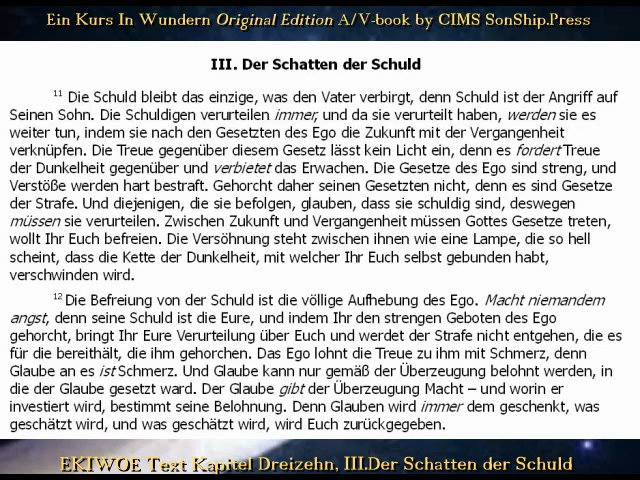 Ein Kurs In Wundern Original Edition A/V-book by CIMS SonShip.Press
III. Der Schatten der Schuld
11 Die Schuld bleibt das einzige, was den Vater verbirgt, denn Schuld ist der Angriff auf
Seinen Sohn. Die Schuldigen verurteilen immer, und da sie verurteilt haben, werden sie es
weiter tun, indem sie nach den Gesetzten des Ego die Zukunft mit der Vergangenheit
verknüpfen. Die Treue gegenüber diesem Gesetz lässt kein Licht ein, denn es fordert Treue
der Dunkelheit gegenüber und verbietet das Erwachen. Die Gesetze des Ego sind streng, und
Verstöße werden hart bestraft. Gehorcht daher seinen Gesetzten nicht, denn es sind Gesetze
der Strafe. Und diejenigen, die sie befolgen, glauben, dass sie schuldig sind, deswegen
müssen sie verurteilen. Zwischen Zukunft und Vergangenheit müssen Gottes Gesetze treten,
wollt Ihr Euch befreien. Die Versöhnung steht zwischen ihnen wie eine Lampe, die so hell
scheint, dass die Kette der Dunkelheit, mit welcher Ihr Euch selbst gebunden habt,
verschwinden wird.
12 Die Befreiung von der Schuld ist die völlige Aufhebung des Ego. Macht niemandem
angst, denn seine Schuld ist die Eure, und indem Ihr den strengen Geboten des Ego
gehorcht, bringt Ihr Eure Verurteilung über Euch und werdet der Strafe nicht entgehen, die es
für die bereithält, die ihm gehorchen. Das Ego lohnt die Treue zu ihm mit Schmerz, denn
Glaube an es ist Schmerz. Und Glaube kann nur gemäß der Überzeugung belohnt werden, in
die der Glaube gesetzt ward. Der Glaube gibt der Überzeugung Macht – und worin er
investiert wird, bestimmt seine Belohnung. Denn Glauben wird immer dem geschenkt, was
geschätzt wird, und was geschätzt wird, wird Euch zurückgegeben.
EKIWOE Text Kapitel Dreizehn, III.Der Schatten der Schuld